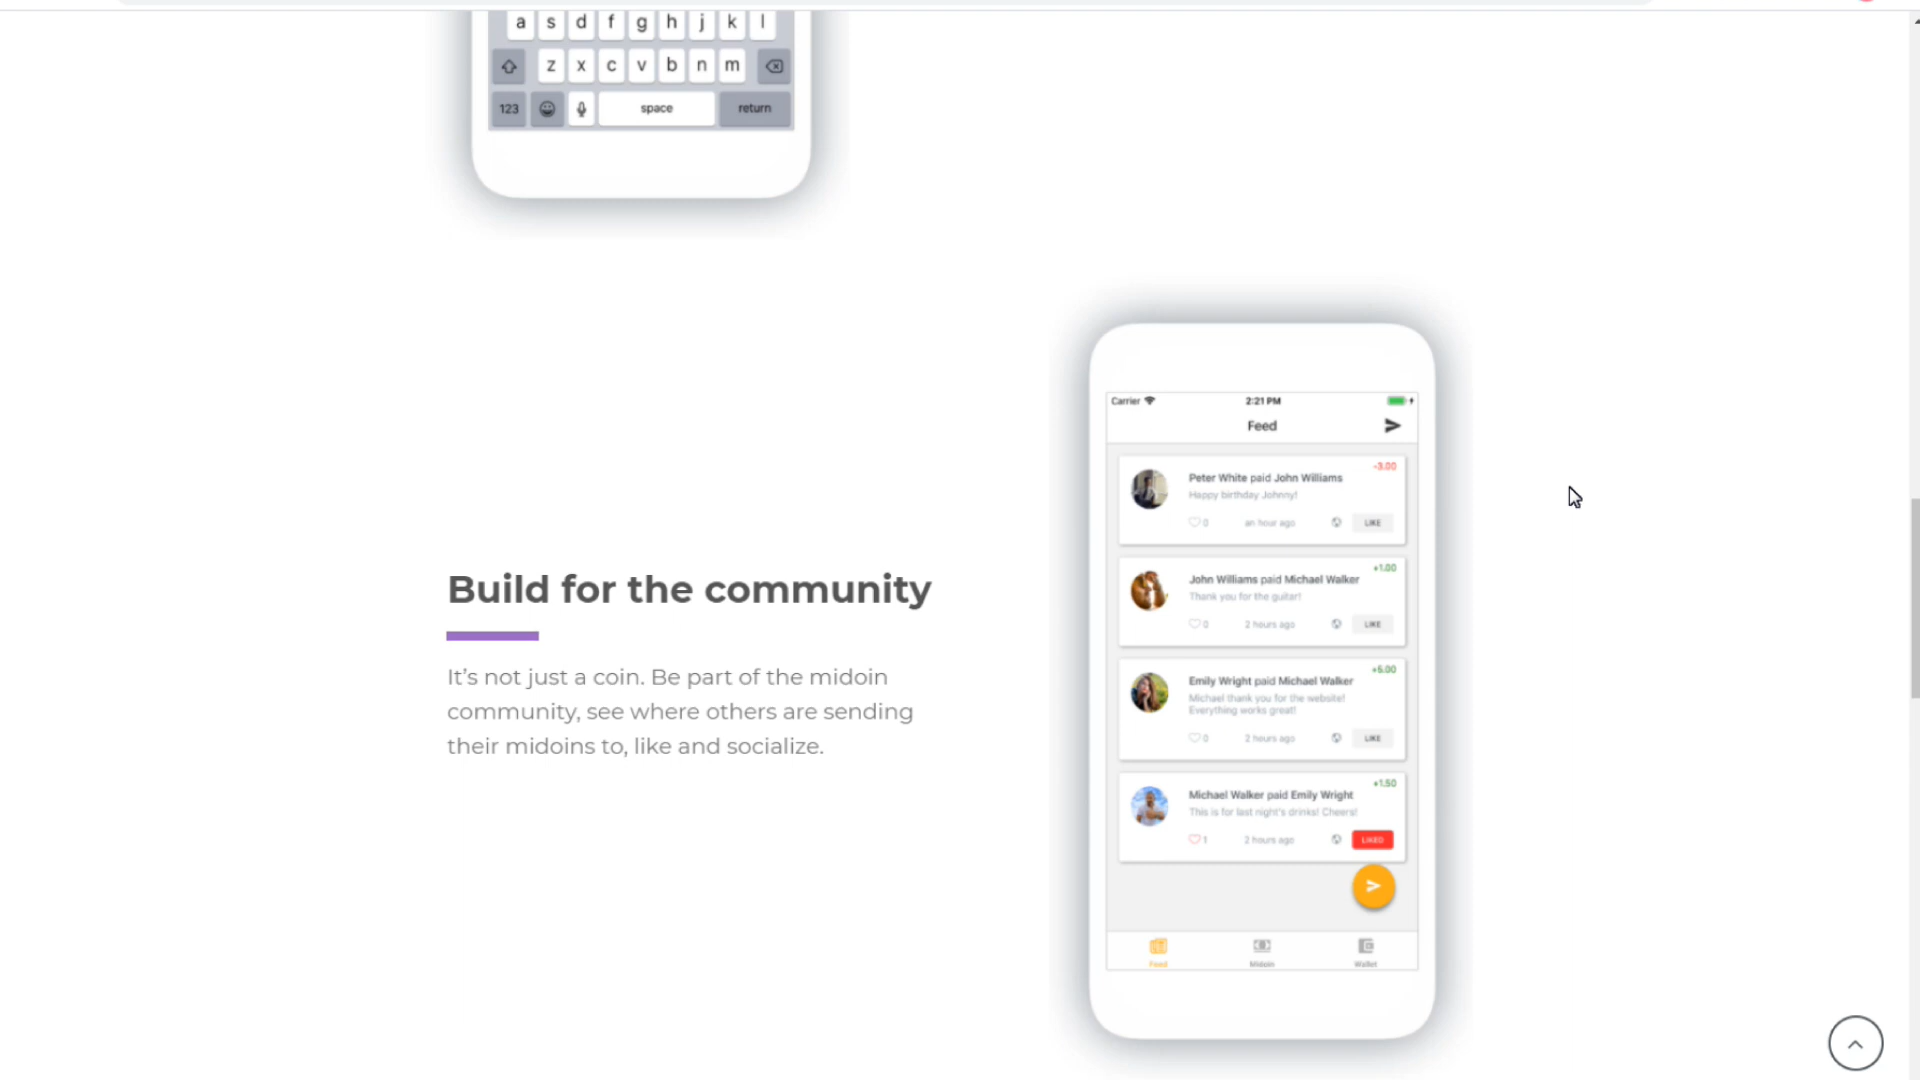 a s d f g h j k l
z x c v b n m
123 space return
Carrier 2:21 PM
Feed
-3.00
Peter White paid John Williams
Happy birthday Johnny!
0 an hour ago LIKE
+1.00
John Williams paid Michael Walker
Thank you for the guitar!
0 2 hours ago LIKE
Build for the community
It’s not just a coin. Be part of the midoin
community, see where others are sending
their midoins to, like and socialize.
+5.00
Emily Wright paid Michael Walker
Michael thank you for the website!
Everything works great!
0 2 hours ago LIKE
+1.50
Michael Walker paid Emily Wright
This is for last night's drinks! Cheers!
1 2 hours ago LIKED
Feed Midoin Wallet